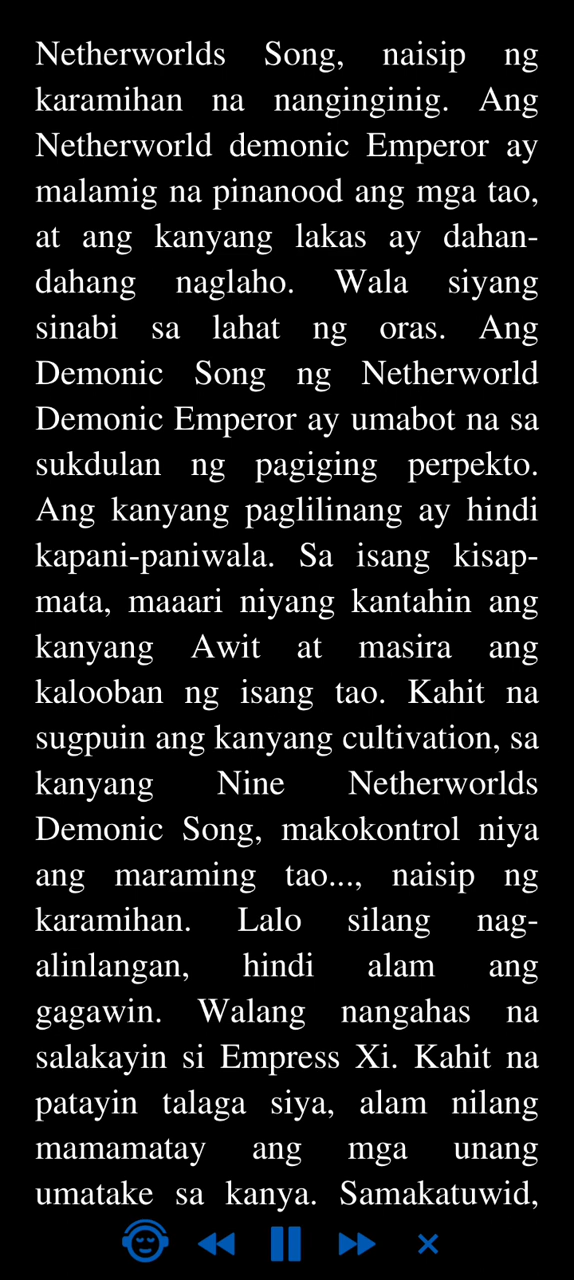 Netherworlds Song, naisip ng
karamihan na nanginginig. Ang
Netherworld demonic Emperor ay
malamig na pinanood ang mga tao,
at ang kanyang lakas ay dahan-
dahang naglaho. Wala siyang
sinabi sa lahat ng oras. Ang
Demonic Song ng Netherworld
Demonic Emperor ay umabot na sa
sukdulan ng pagiging perpekto.
Ang kanyang paglilinang ay hindi
kapani-paniwala. Sa isang kisap-
mata, maaari niyang kantahin ang
kanyang Awit at masira ang
kalooban ng isang tao. Kahit na
sugpuin ang kanyang cultivation, sa
kanyang Nine Netherworlds
Demonic Song, makokontrol niya
ang maraming tao..., naisip ng
karamihan. Lalo silang nag-
alinlangan, hindi alam ang
gagawin. Walang nangahas na
salakayin si Empress Xi. Kahit na
patayin talaga siya, alam nilang
mamamatay ang mga unang
umatake sa kanya. Samakatuwid,